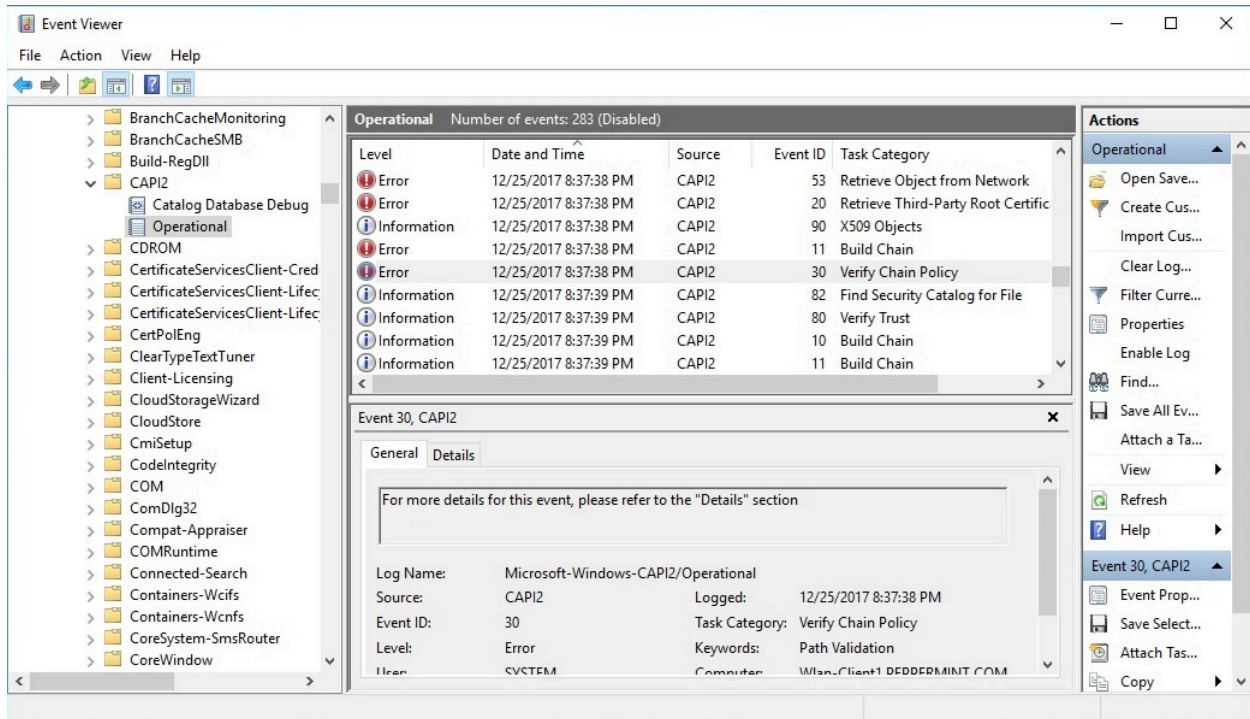 Event Viewer
File Action View Help
BranchCacheMonitoring
BranchCacheSMB
Build-RegDll
CAPI2
Catalog Database Debug
Operational
CDROM
CertificateServicesClient-Cred
CertificateServicesClient-Lifec
CertificateServicesClient-Lifec
CertPolEng
ClearTypeTextTuner
Client-Licensing
CloudStorageWizard
CloudStore
CmiSetup
CodeIntegrity
COM
ComDlg32
Compat-Appraiser
COMRuntime
Connected-Search
Containers-Wcifs
Containers-Wcnfs
CoreSystem-SmsRouter
CoreWindow
Operational Number of events: 283 (Disabled)
Level Date and Time Source Event ID Task Category
Error 12/25/2017 8:37:38 PM CAPI2 53 Retrieve Object from Network
Error 12/25/2017 8:37:38 PM CAPI2 20 Retrieve Third-Party Root Certific
Information 12/25/2017 8:37:38 PM CAPI2 90 X509 Objects
Error 12/25/2017 8:37:38 PM CAPI2 11 Build Chain
Error 12/25/2017 8:37:38 PM CAPI2 30 Verify Chain Policy
Information 12/25/2017 8:37:39 PM CAPI2 82 Find Security Catalog for File
Information 12/25/2017 8:37:39 PM CAPI2 80 Verify Trust
Information 12/25/2017 8:37:39 PM CAPI2 10 Build Chain
Information 12/25/2017 8:37:39 PM CAPI2 11 Build Chain
Event 30, CAPI2
General Details
For more details for this event, please refer to the "Details" section
Log Name: Microsoft-Windows-CAPI2/Operational
Source: CAPI2 Logged: 12/25/2017 8:37:38 PM
Event ID: 30 Task Category: Verify Chain Policy
Level: Error Keywords: Path Validation
User: SYSTEM Computer: Wlan-Client1.PEPPERMINT.COM
Actions
Operational
Open Save...
Create Cus...
Import Cus...
Clear Log...
Filter Curre...
Properties
Enable Log
Find...
Save All Ev...
Attach a Ta...
View
Refresh
Help
Event 30, CAPI2
Event Prop...
Save Select...
Attach Tas...
Copy